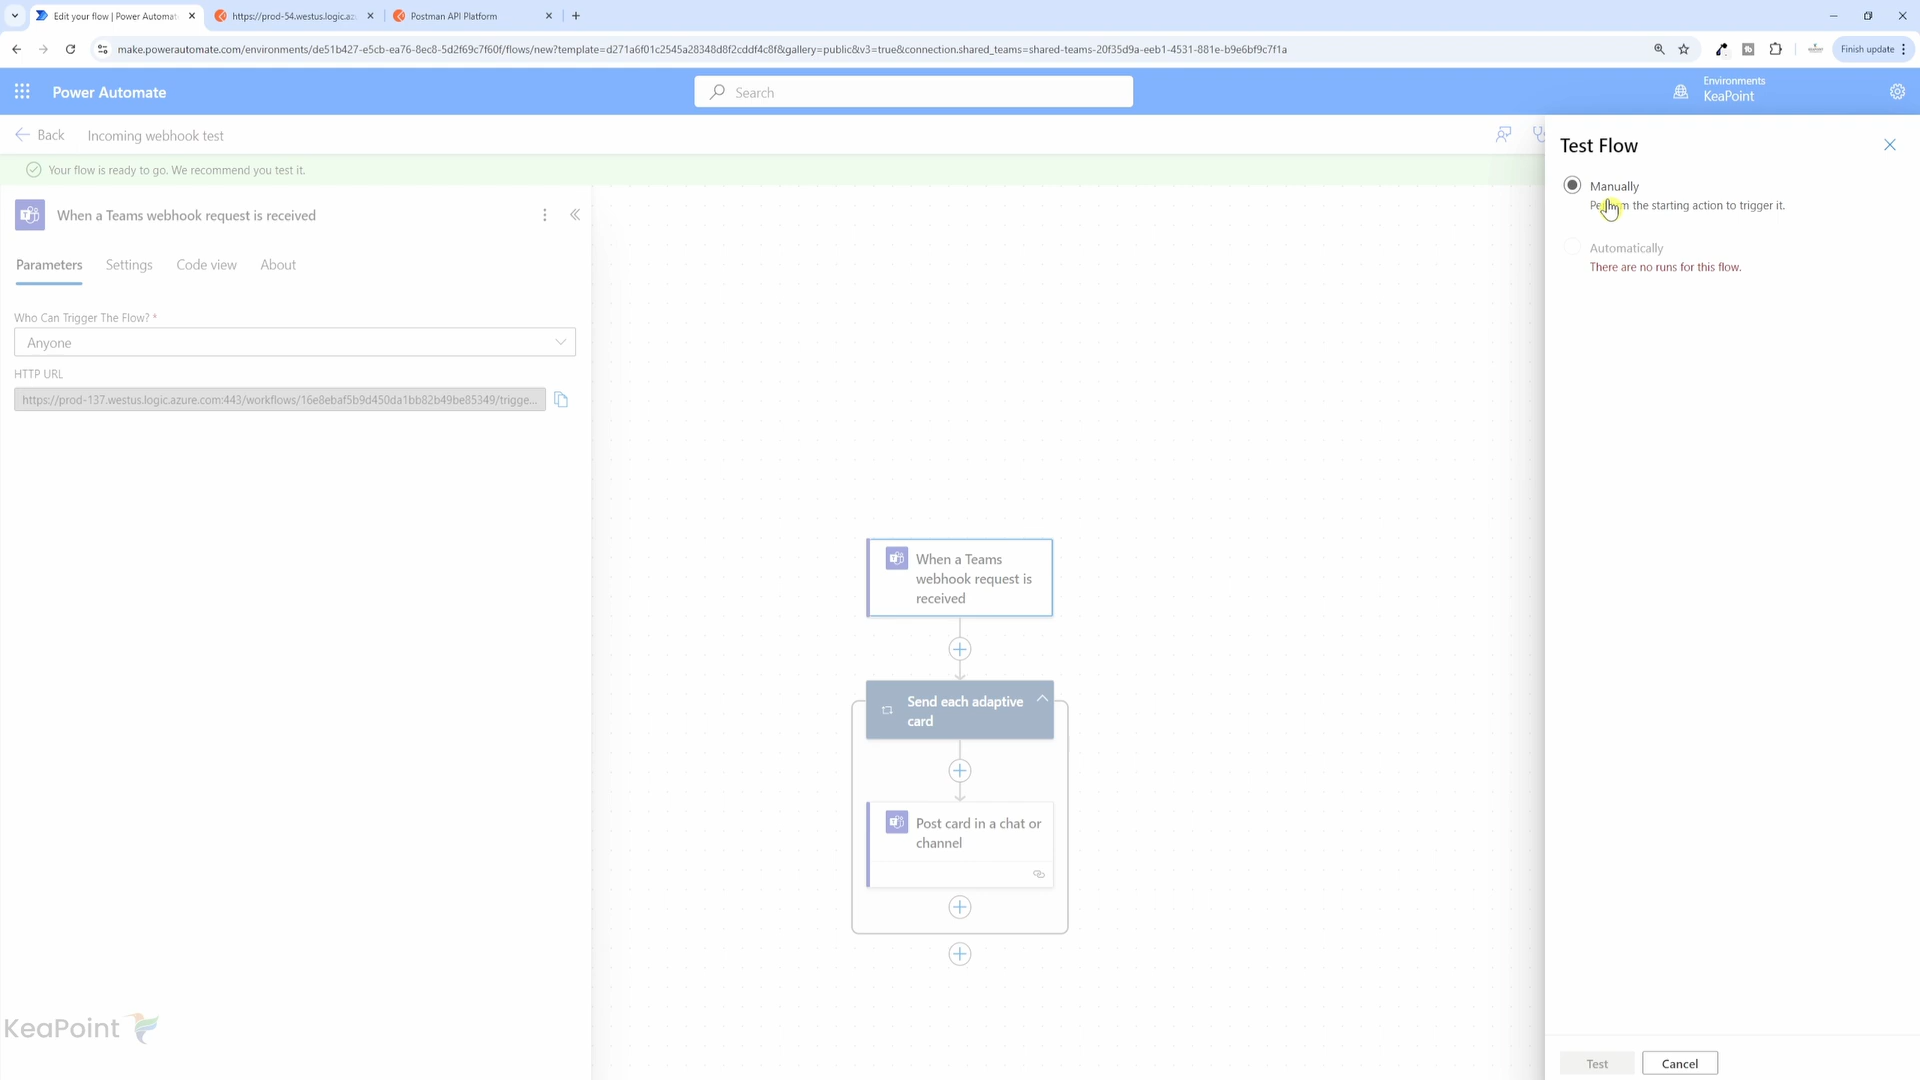 Edit your flow | Power Automat
https://prod-54.westus.logic.az
Postman API Platform
make.powerautomate.com/environments/de51b427-e5cb-ea76-8ec8-5d2f69c7f60f/flows/new?template=d271a6f01c2545a28348d8f2cddf4c8f&gallery=public&v3=true&connection.shared_teams=shared-teams-20f35d9a-eeb1-4531-881e-b9e6bf9c7f1a
Finish update
Power Automate
Search
Environments
KeaPoint
Back
Incoming webhook test
Your flow is ready to go. We recommend you test it.
When a Teams webhook request is received
Parameters
Settings
Code view
About
Who Can Trigger The Flow? *
Anyone
HTTP URL
https://prod-137.westus.logic.azure.com:443/workflows/16e8ebaf5b9d450da1bb82b49be85349/trigge...
When a Teams
webhook request is
received
Send each adaptive
card
Post card in a chat or
channel
KeaPoint
Test Flow
Manually
Perform the starting action to trigger it.
Automatically
There are no runs for this flow.
Test
Cancel